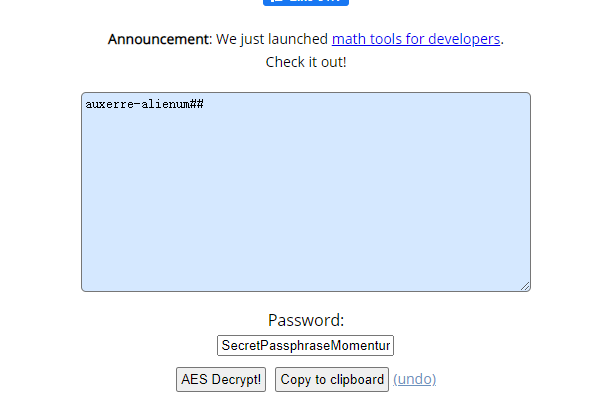 Announcement: We just launched math tools for developers.
Check it out!
auxerre-alienum##
Password:
SecretPassphraseMomentur
AES Decrypt! Copy to clipboard (undo)